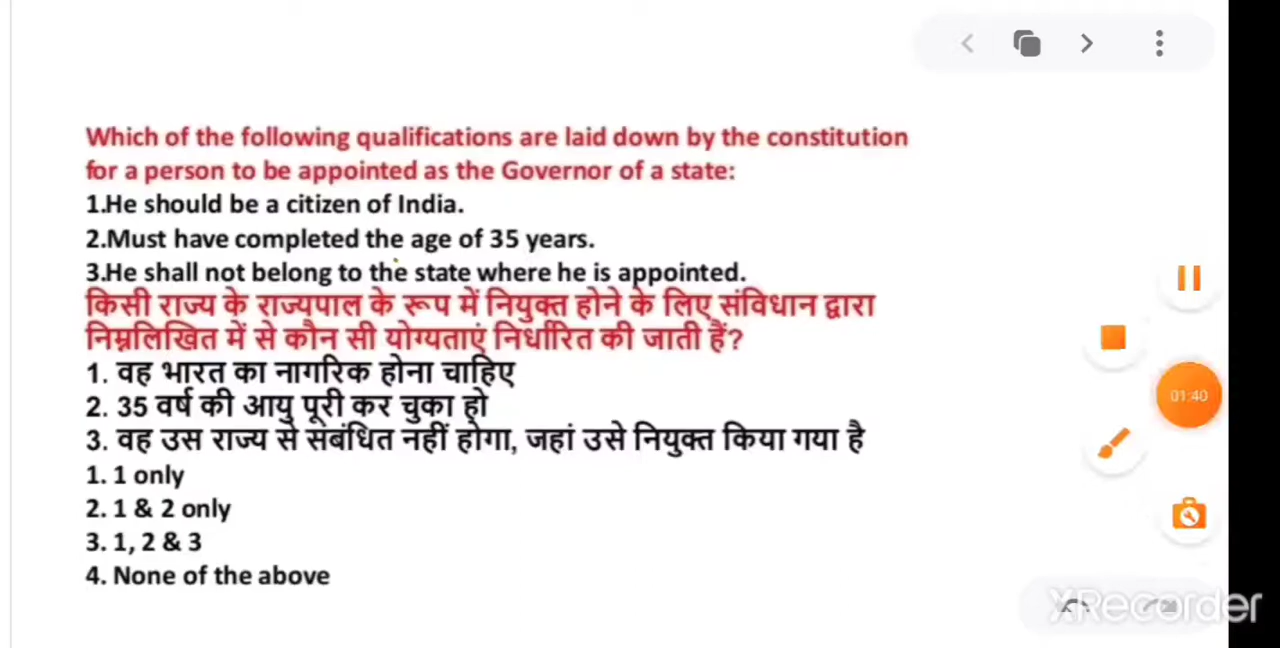 Which of the following qualifications are laid down by the constitution
for a person to be appointed as the Governor of a state:
1.He should be a citizen of India.
2.Must have completed the age of 35 years.
3.He shall not belong to the state where he is appointed.
किसी राज्य के राज्यपाल के रूप में नियुक्त होने के लिए संविधान द्वारा
निम्नलिखित में से कौन सी योग्यताएं निर्धारित की जाती हैं?
1. वह भारत का नागरिक होना चाहिए
2. 35 वर्ष की आयु पूरी कर चुका हो
3. वह उस राज्य से संबंधित नहीं होगा, जहां उसे नियुक्त किया गया है
1. 1 only
2. 1 & 2 only
3. 1, 2 & 3
4. None of the above
01:40
XRecorder